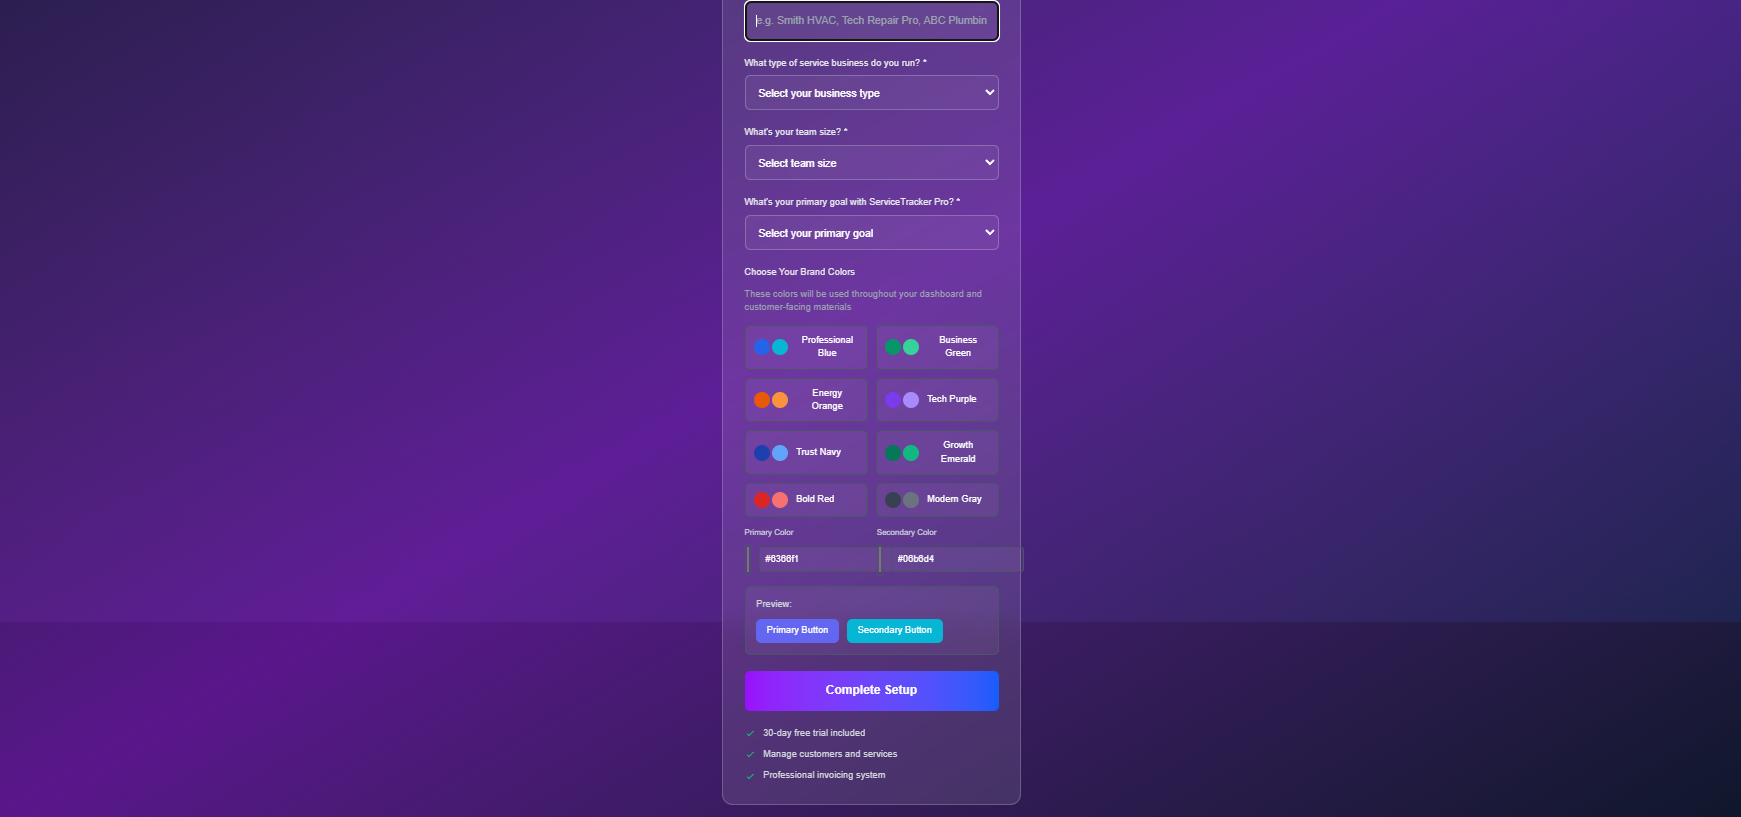 e.g. Smith HVAC, Tech Repair Pro, ABC Plumbin
What type of service business do you run? *
Select your business type
What's your team size? *
Select team size
What's your primary goal with ServiceTracker Pro? *
Select your primary goal
Choose Your Brand Colors
These colors will be used throughout your dashboard and
customer-facing materials
Professional
Blue
Business
Green
Energy
Orange
Tech Purple
Trust Navy
Growth
Emerald
Bold Red
Modern Gray
Primary Color
Secondary Color
#6366f1
#06b6d4
Preview:
Primary Button
Secondary Button
Complete Setup
30-day free trial included
Manage customers and services
Professional invoicing system